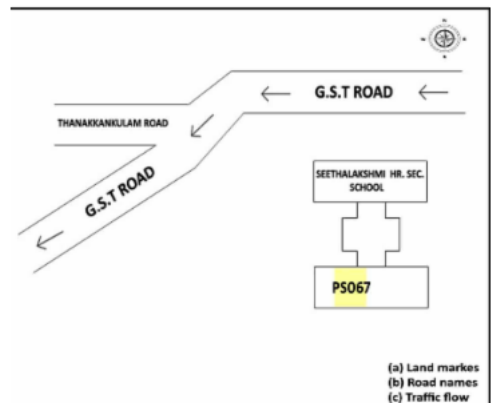 G.S.T ROAD
THANAKKANKULAM ROAD
G.S.T ROAD
SEETHALAKSHMI HR. SEC.
SCHOOL
PS067
(a) Land markes
(b) Road names
(c) Traffic flow